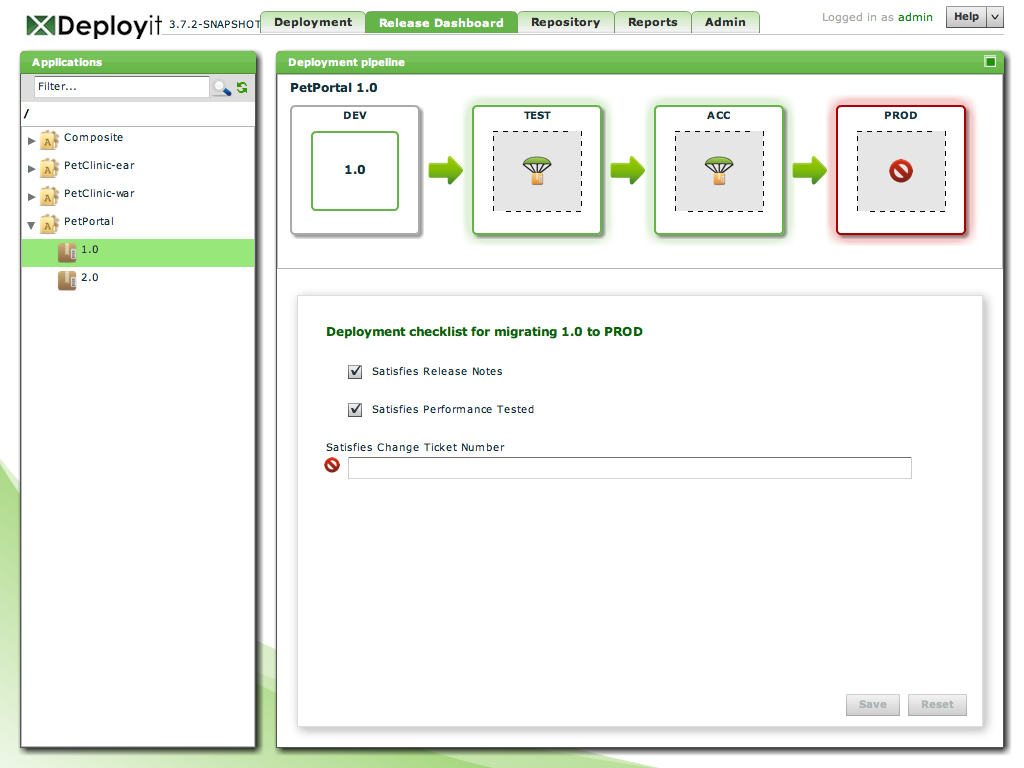 Deployit 3.7.2-SNAPSHOT Deployment Release Dashboard Repository Reports Admin Logged in as admin Help
Applications
Filter...
/
A Composite
A PetClinic-ear
A PetClinic-war
A PetPortal
1.0
2.0
Deployment pipeline
PetPortal 1.0
DEV TEST ACC PROD
1.0
Deployment checklist for migrating 1.0 to PROD
Satisfies Release Notes
Satisfies Performance Tested
Satisfies Change Ticket Number
Save Reset